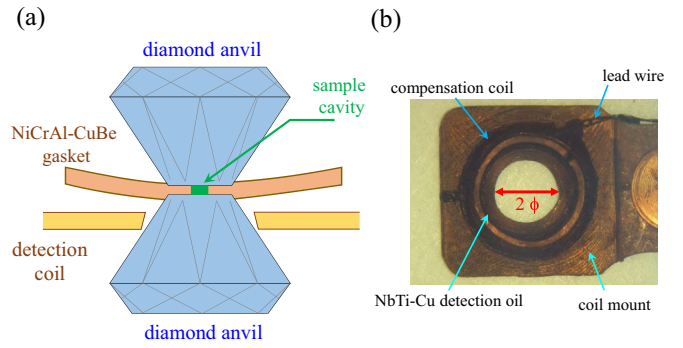 (a)
diamond anvil
sample
cavity
NiCrAl-CuBe
gasket
detection
coil
diamond anvil
(b)
lead wire
compensation coil
2 ϕ
NbTi-Cu detection oil
coil mount